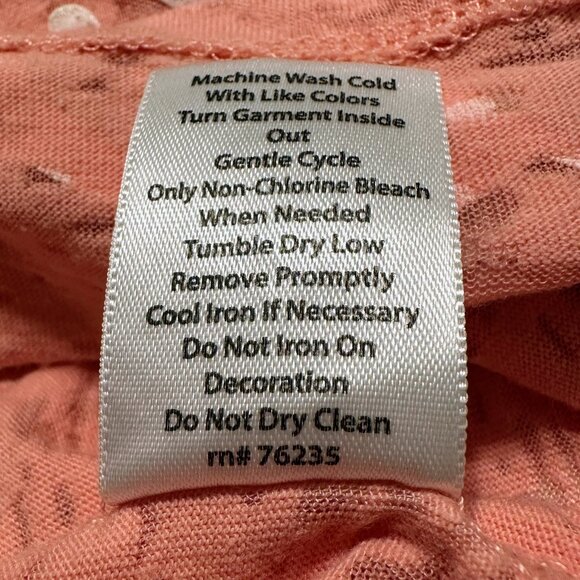 Machine Wash Cold
With Like Colors
Turn Garment Inside
Out
Gentle Cycle
Only Non-Chlorine Bleach
When Needed
Tumble Dry Low
Remove Promptly
Cool Iron If Necessary
Do Not Iron On
Decoration
Do Not Dry Clean
rn# 76235